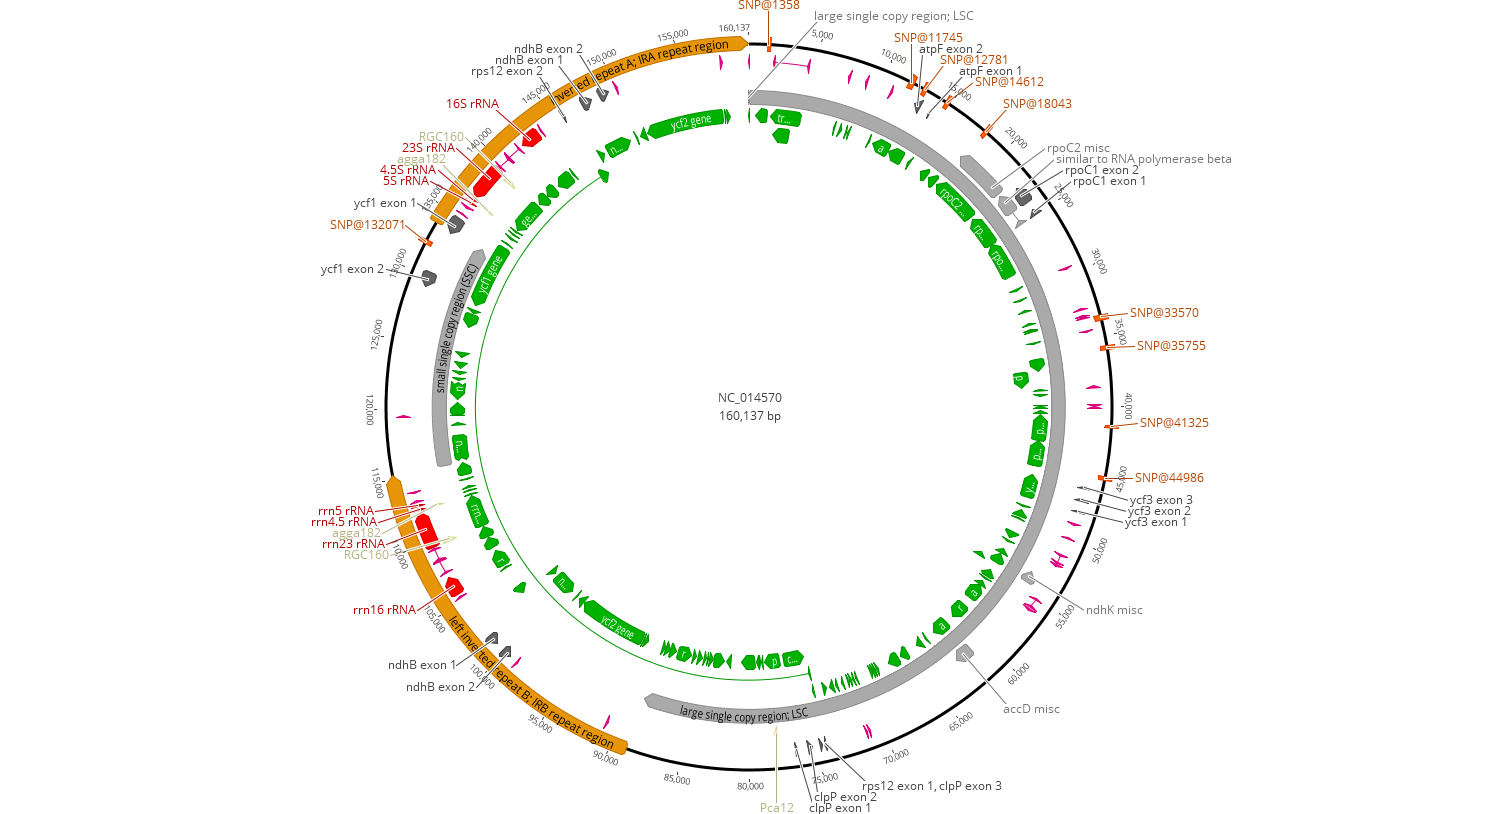 SNP@1358
large single copy region; LSC
160,137
5,000
10,000
SNP@11745
atpF exon 2
SNP@12781
atpF exon 1
SNP@14612
15,000
SNP@18043
20,000
rpoC2 misc
similar to RNA polymerase beta
rpoC1 exon 2
rpoC1 exon 1
25,000
30,000
SNP@33570
35,000
SNP@35755
40,000
SNP@41325
SNP@44986
45,000
ycf3 exon 3
ycf3 exon 2
ycf3 exon 1
50,000
ndhK misc
55,000
60,000
accD misc
65,000
70,000
rps12 exon 1, clpP exon 3
75,000
clpP exon 2
clpP exon 1
Pca12
80,000
85,000
90,000
95,000
100,000
ndhB exon 2
ndhB exon 1
105,000
rrn16 rRNA
RGC160
rrn23 rRNA
agga182
rrn4.5 rRNA
rrn5 rRNA
115,000
120,000
125,000
ycf1 exon 2
130,000
SNP@132071
ycf1 exon 1
135,000
5S rRNA
4.5S rRNA
agga182
23S rRNA
RGC160
140,000
16S rRNA
145,000
rps12 exon 2
ndhB exon 1
ndhB exon 2
150,000
155,000
repeat A; IRA repeat region
left inverted repeat B; IRB repeat region
small single copy region (SSC)
large single copy region; LSC
ycf2 gene
tr...
a
rpoC2...
rp...
rpo...
p
p...
p...
y...
a
r
a
c...
p
r
ycf2 gene
n...
r
rrn...
n...
n
ycf1 gene
ge...
n...
NC_014570
160,137 bp